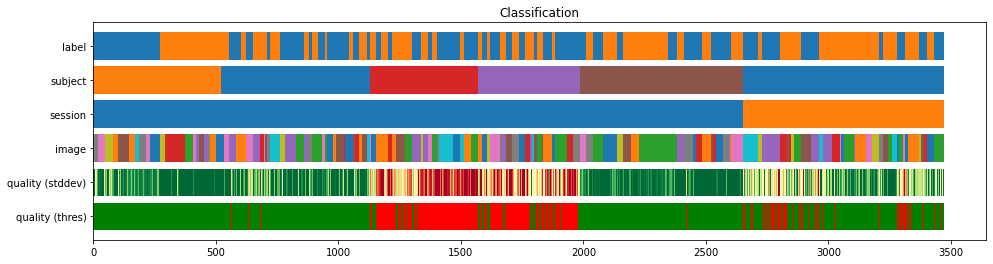 Classification
label
subject
session
image
quality (stddev)
quality (thres)
0 500 1000 1500 2000 2500 3000 3500